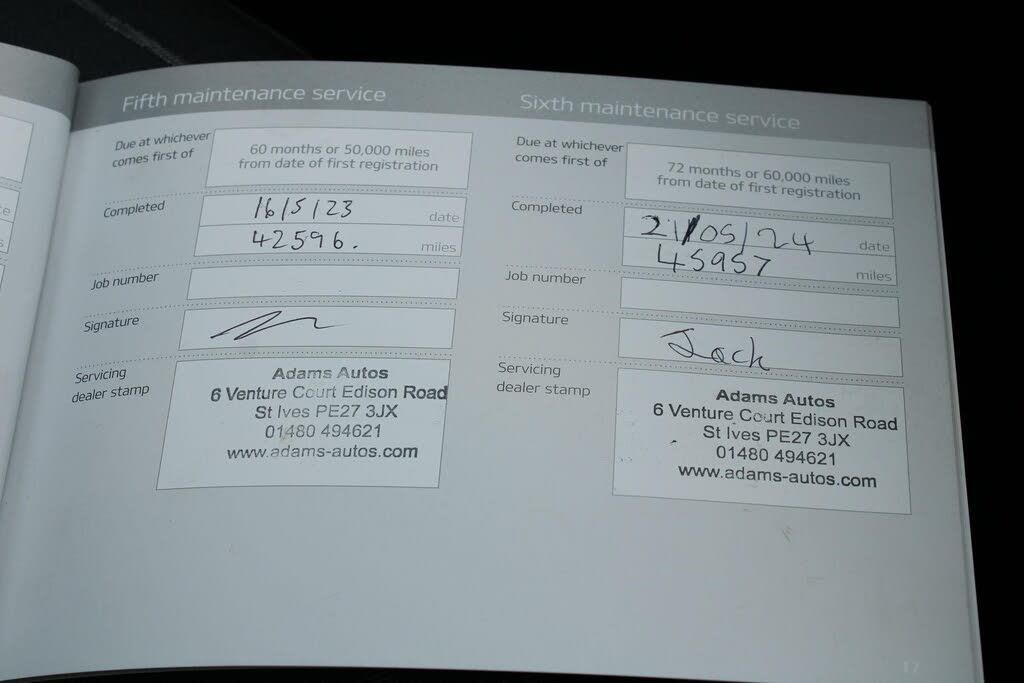 Fifth maintenance service
Due at whichever
comes first of
60 months or 50,000 miles
from date of first registration
Completed
16/5/23 date
42596. miles
Job number
Signature
Servicing
dealer stamp
Adams Autos
6 Venture Court Edison Road
St Ives PE27 3JX
01480 494621
www.adams-autos.com
Sixth maintenance service
Due at whichever
comes first of
72 months or 60,000 miles
from date of first registration
Completed
21/05/24 date
45957 miles
Job number
Signature
Jack
Servicing
dealer stamp
Adams Autos
6 Venture Court Edison Road
St Ives PE27 3JX
01480 494621
www.adams-autos.com
17